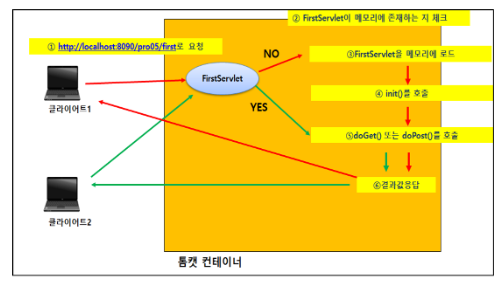 ② FirstServlet이 메모리에 존재하는 지 체크
① http://localhost:8090/pro05/first로 요청
NO
③FirstServlet을 메모리에 로드
FirstServlet
④ init()를 호출
클라이어트1
YES
⑤doGet() 또는 doPost()를 호출
⑥결과값응답
클라이어트2
톰캣 컨테이너